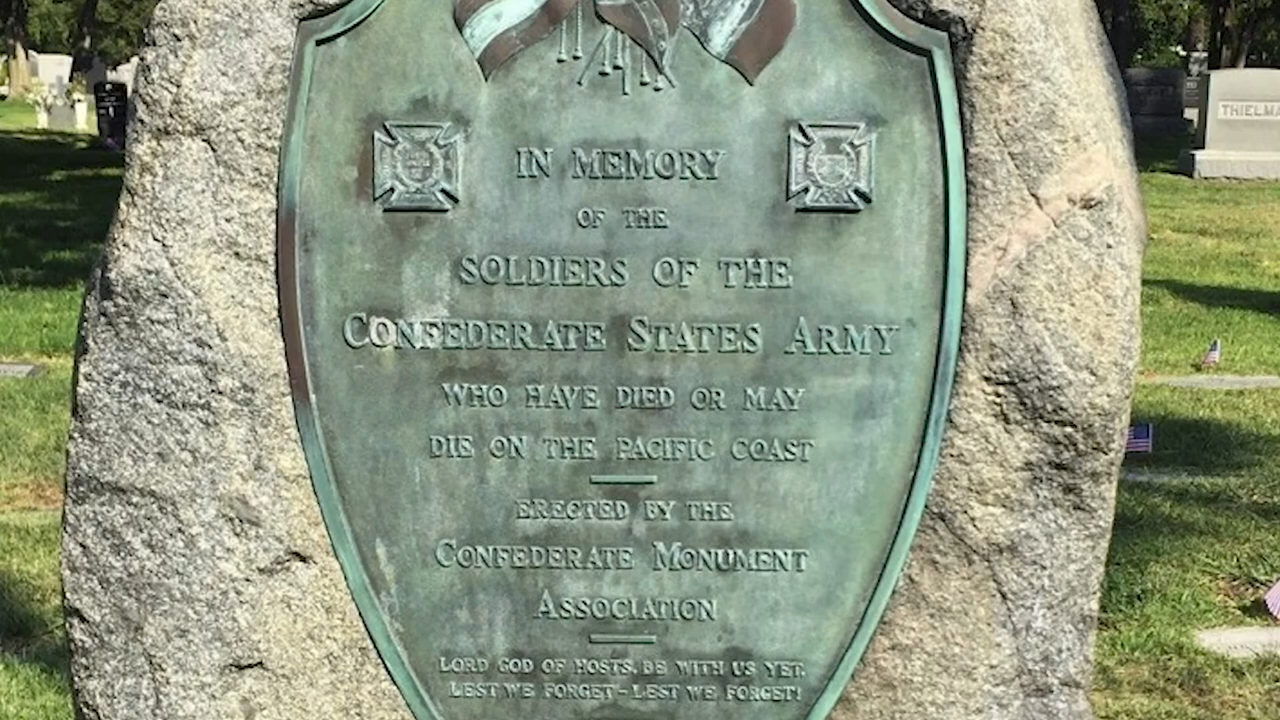 IN MEMORY
OF THE
SOLDIERS OF THE
CONFEDERATE STATES ARMY
WHO HAVE DIED OR MAY
DIE ON THE PACIFIC COAST
ERECTED BY THE
CONFEDERATE MONUMENT
ASSOCIATION
LORD GOD OF HOSTS, BE WITH US YET,
LEST WE FORGET - LEST WE FORGET!